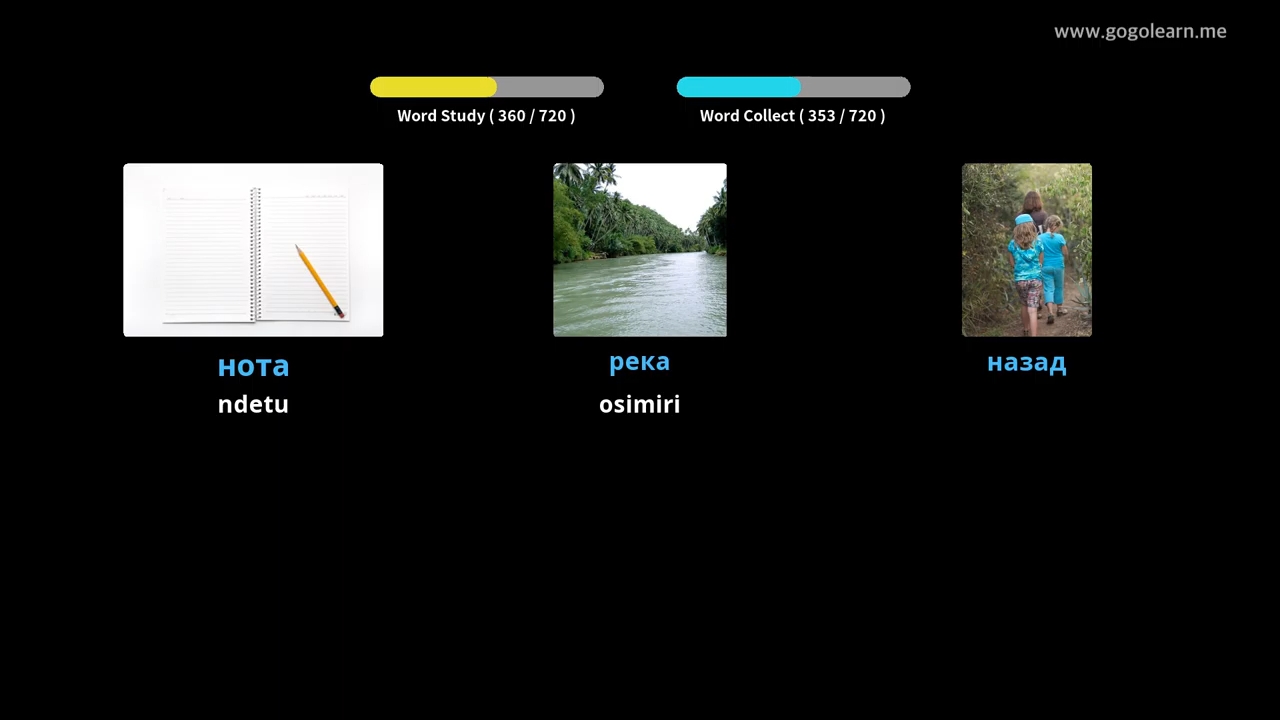 www.gogolearn.me
Word Study ( 360 / 720 )
Word Collect ( 353 / 720 )
нота
река
назад
ndetu
osimiri